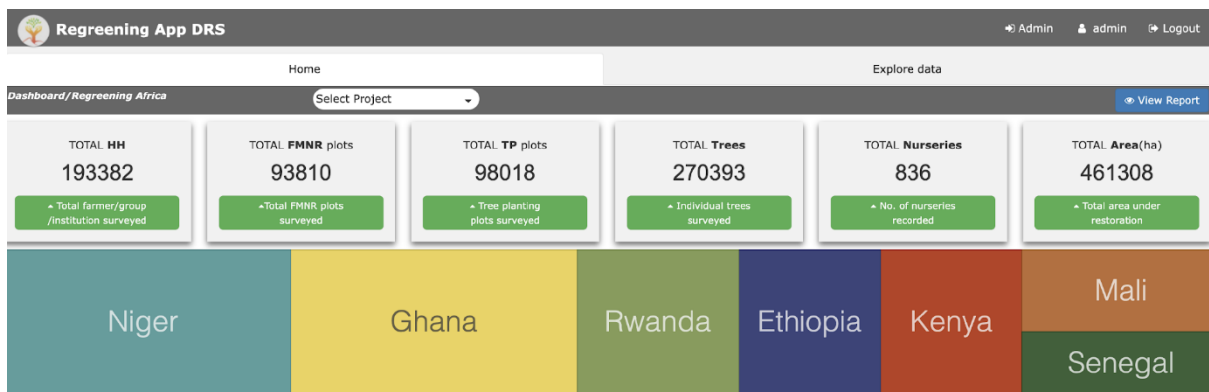 Regreening App DRS
Admin
admin
Logout
Home
Explore data
Dashboard/Regreening Africa
Select Project
View Report
TOTAL HH
193382
Total farmer/group
/institution surveyed
TOTAL FMNR plots
93810
Total FMNR plots
surveyed
TOTAL TP plots
98018
Tree planting
plots surveyed
TOTAL Trees
270393
Individual trees
surveyed
TOTAL Nurseries
836
No. of nurseries
recorded
TOTAL Area(ha)
461308
Total area under
restoration
Niger
Ghana
Rwanda
Ethiopia
Kenya
Mali
Senegal